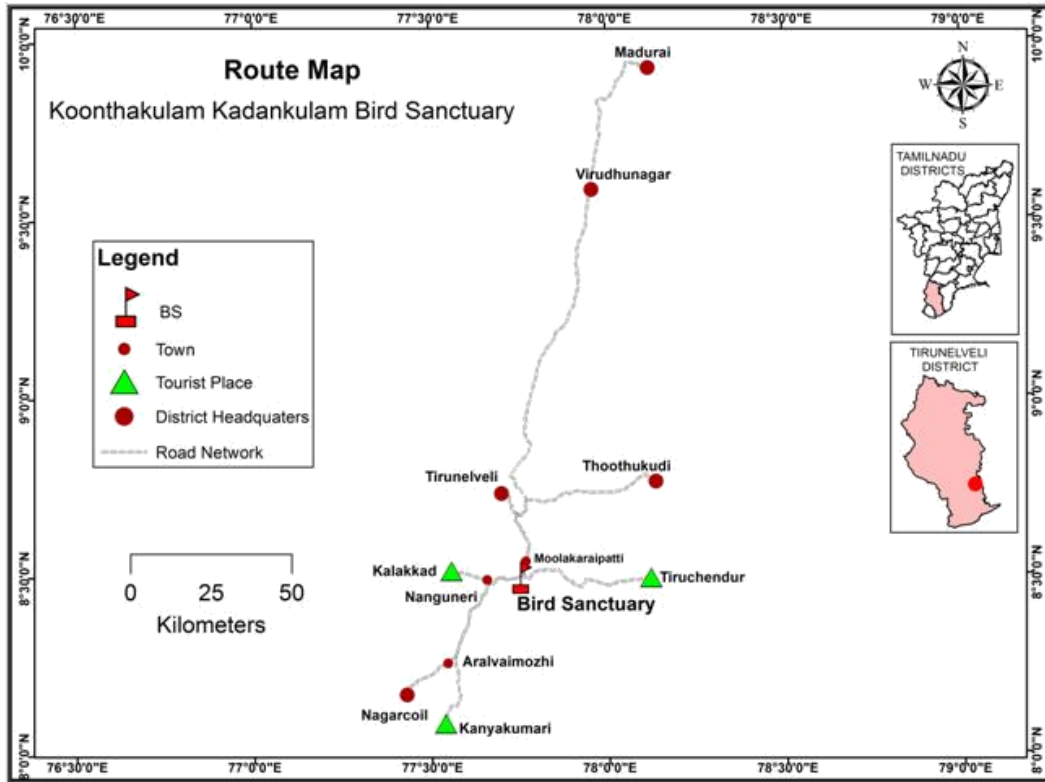 76°30'0"E 77°0'0"E 77°30'0"E 78°0'0"E 78°30'0"E 79°0'0"E
10°0'0"N
9°30'0"N
9°0'0"N
8°30'0"N
8°0'0"N
Route Map
Koonthakulam Kadankulam Bird Sanctuary
Madurai
Virudhunagar
Legend
BS
Town
Tourist Place
District Headquaters
Road Network
Tirunelveli
Thoothukudi
Moolakaraipatti
Kalakkad
Tiruchendur
Nanguneri
Bird Sanctuary
Aralvaimozhi
Nagarcoil
Kanyakumari
0 25 50
Kilometers
N
W E
S
TAMILNADU
DISTRICTS
TIRUNELVELI
DISTRICT
10°0'0"N
9°30'0"N
9°0'0"N
8°30'0"N
8°0'0"N
76°30'0"E 77°0'0"E 77°30'0"E 78°0'0"E 78°30'0"E 79°0'0"E